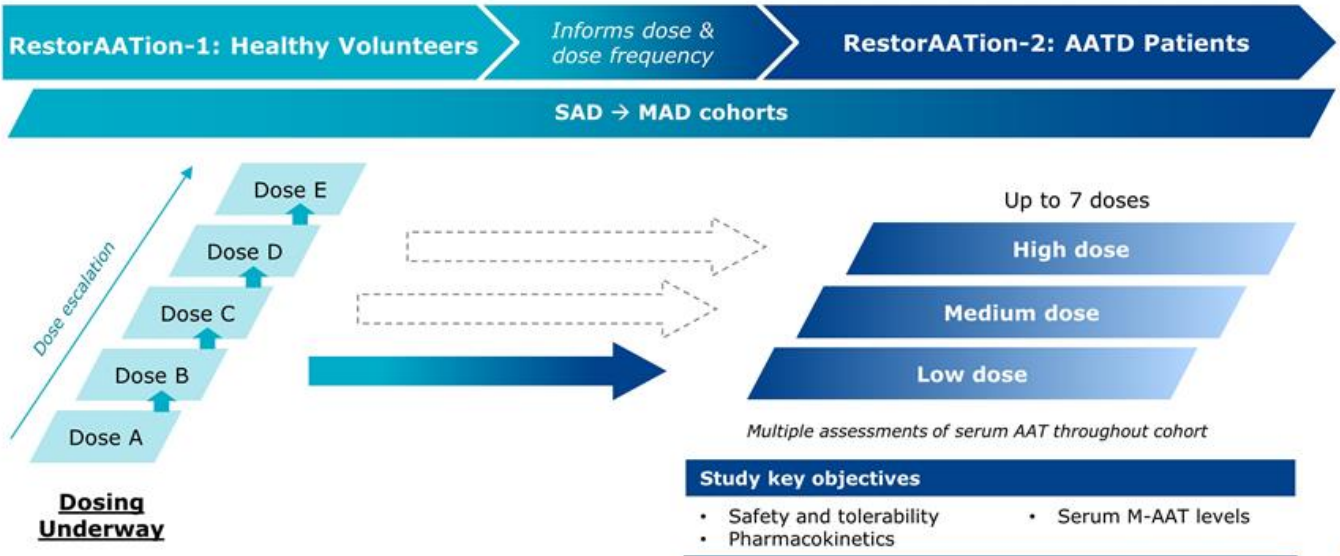 RestorAATion-1: Healthy Volunteers
Informs dose &
dose frequency
RestorAATion-2: AATD Patients
SAD → MAD cohorts
Dose escalation
Dose E
Dose D
Dose C
Dose B
Dose A
Dosing
Underway
Up to 7 doses
High dose
Medium dose
Low dose
Multiple assessments of serum AAT throughout cohort
Study key objectives
• Safety and tolerability
• Pharmacokinetics
• Serum M-AAT levels